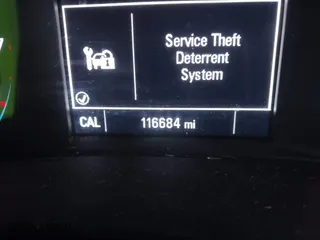 Service Theft
Deterrent
System
CAL 116684 mi